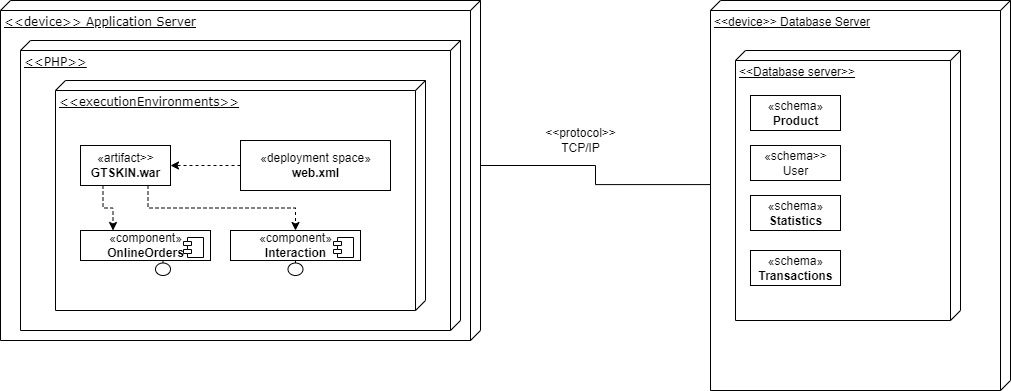 <<device>> Application Server
<<PHP>>
<<executionEnvironments>>
«artifact>>
GTSKIN.war
«deployment space»
web.xml
«component»
OnlineOrders
«component»
Interaction
<<protocol>>
TCP/IP
<<device>> Database Server
<<Database server>>
«schema»
Product
«schema>>
User
«schema»
Statistics
«schema»
Transactions